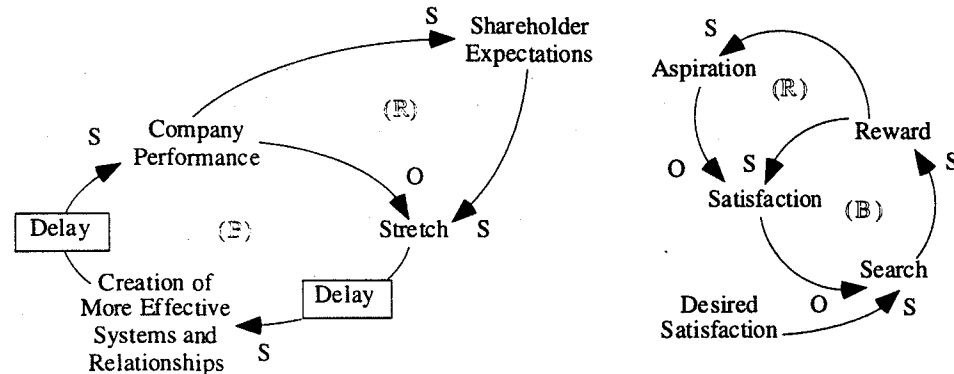 S
Shareholder
Expectations
(R)
S
Company
Performance
O
Delay
(B)
Stretch
S
Creation of
More Effective
Systems and
Relationships
Delay
S
S
Aspiration
(R)
Reward
S
O
S
Satisfaction
(B)
Search
Desired
Satisfaction
O
S